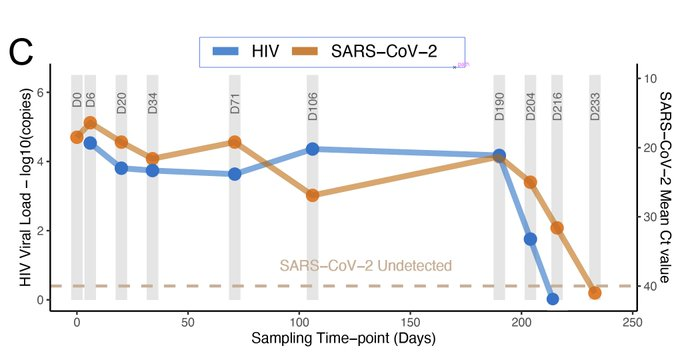 C
HIV SARS−CoV−2
path
D0 D6 D20 D34 D71 D106 D190 D204 D216 D233
HIV Viral Load − log10(copies)
6
4
2
0
SARS−CoV−2 Mean Ct value
10
20
30
40
SARS−CoV−2 Undetected
0 50 100 150 200 250
Sampling Time−point (Days)